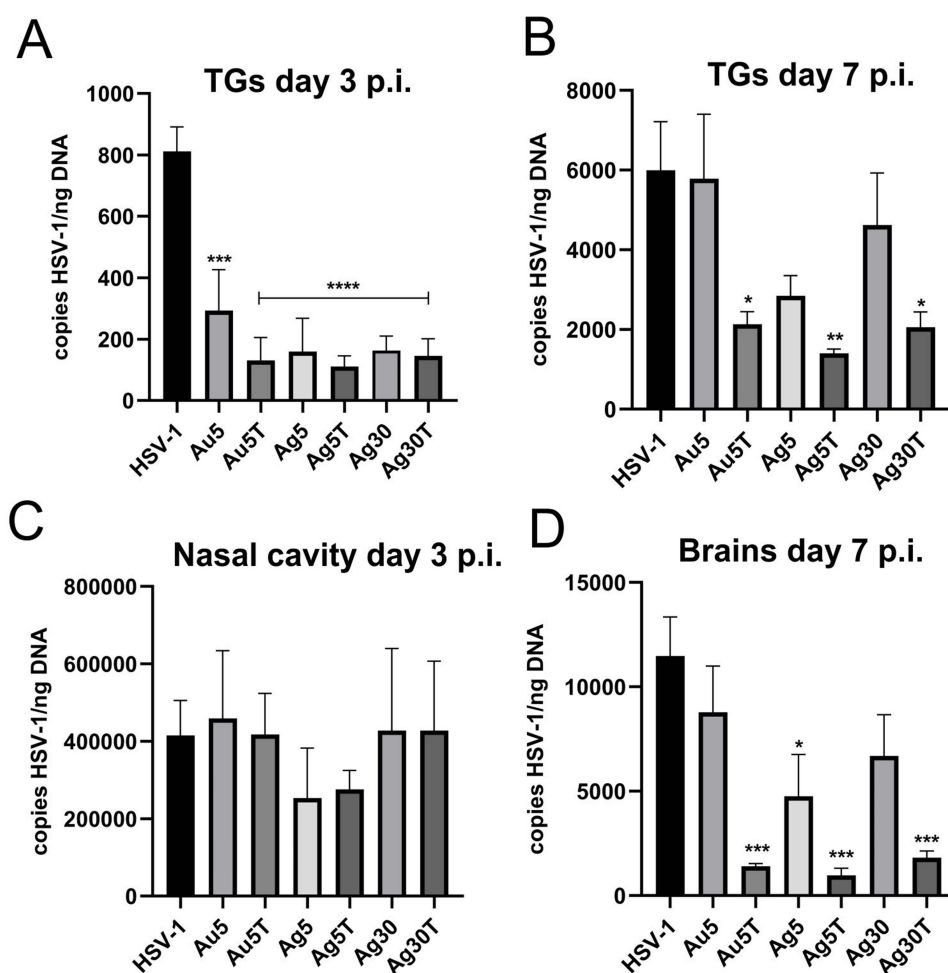 A
TGs day 3 p.i.
copies HSV-1/ng DNA
1000
800
600
400
200
0
***
****
HSV-1
Au5
Au5T
Ag5
Ag5T
Ag30
Ag30T
B
TGs day 7 p.i.
copies HSV-1/ng DNA
8000
6000
4000
2000
0
*
**
*
HSV-1
Au5
Au5T
Ag5
Ag5T
Ag30
Ag30T
C
Nasal cavity day 3 p.i.
copies HSV-1/ng DNA
800000
600000
400000
200000
0
HSV-1
Au5
Au5T
Ag5
Ag5T
Ag30
Ag30T
D
Brains day 7 p.i.
copies HSV-1/ng DNA
15000
10000
5000
0
***
*
***
***
HSV-1
Au5
Au5T
Ag5
Ag5T
Ag30
Ag30T